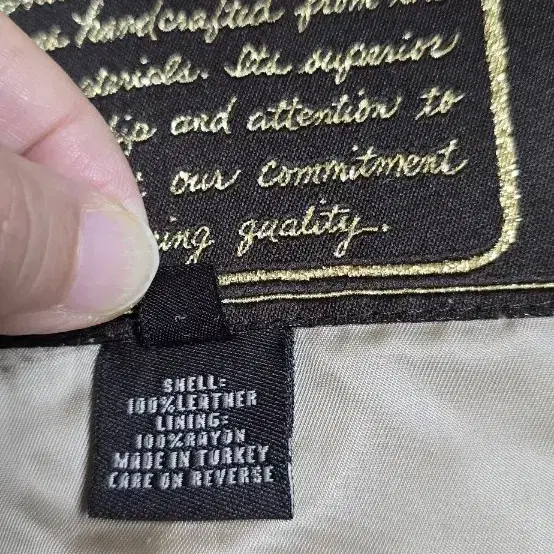 handcrafted from
materials. Its superior
and attention to
our commitment
quality.
SHELL:
100%LEATHER
LINING:
100%RAYON
MADE IN TURKEY
CARE ON REVERSE